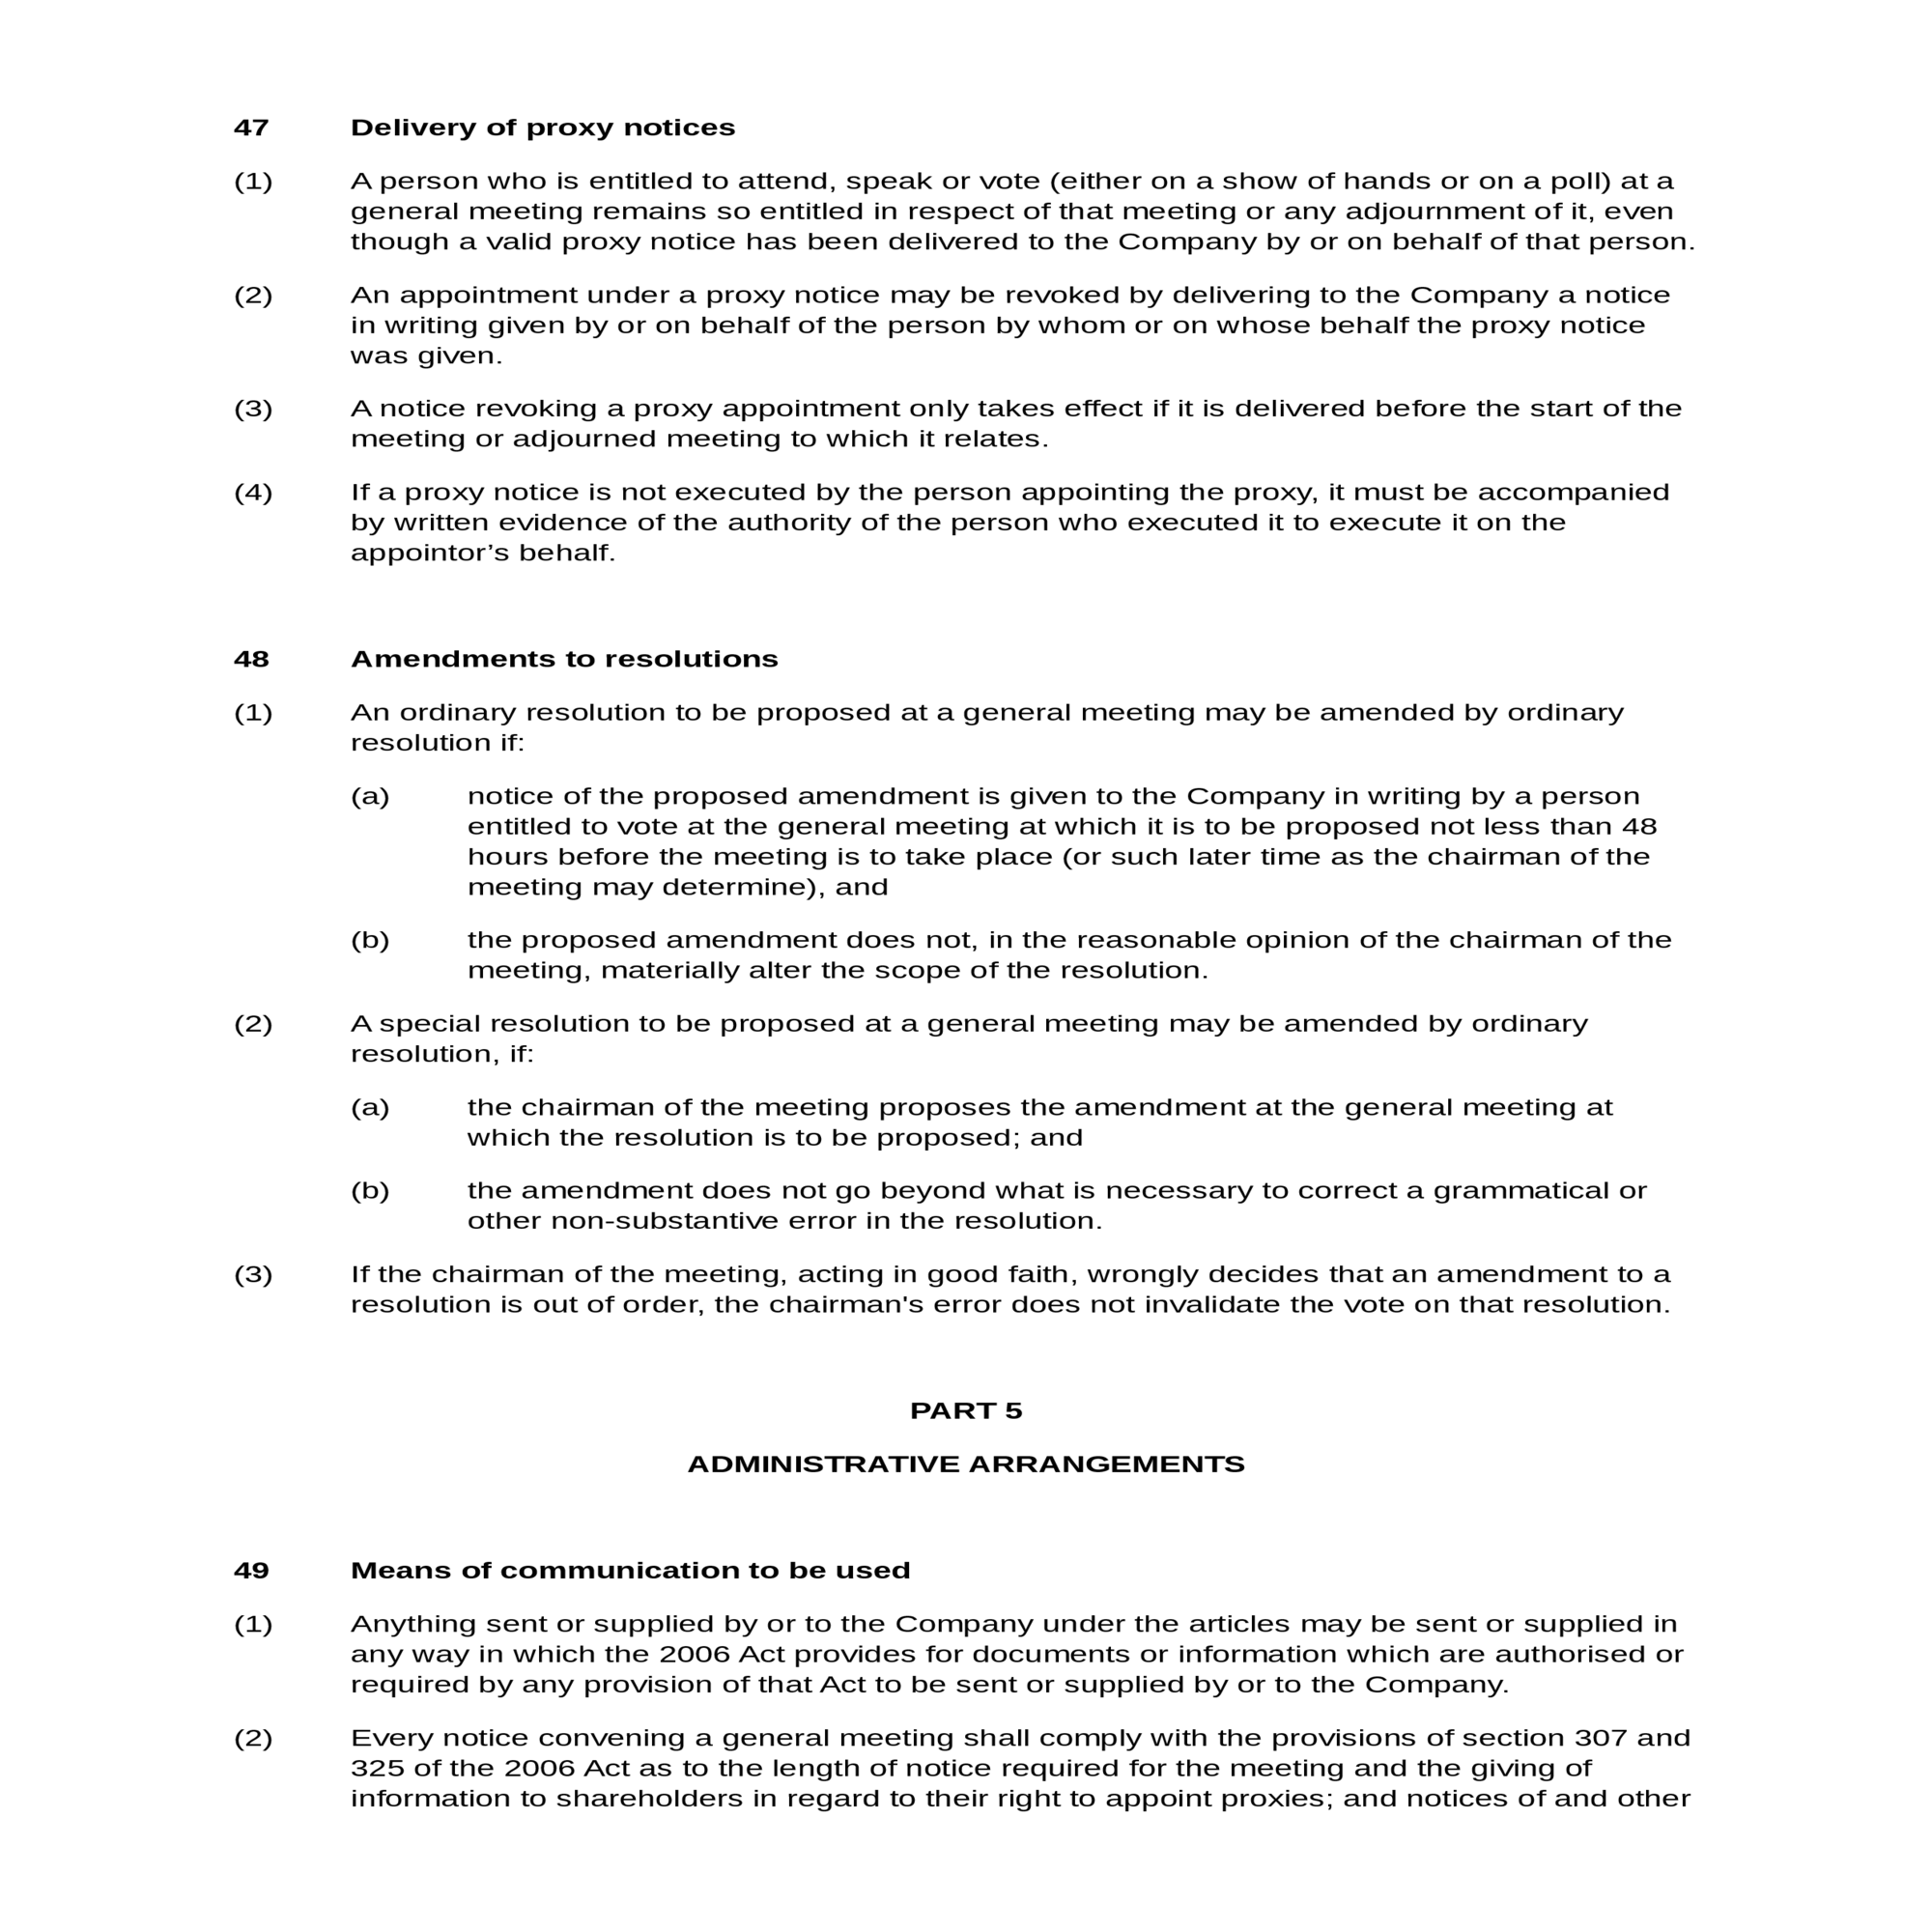 47 Delivery of proxy notices
(1) A person who is entitled to attend, speak or vote (either on a show of hands or on a poll) at a
general meeting remains so entitled in respect of that meeting or any adjournment of it, even
though a valid proxy notice has been delivered to the Company by or on behalf of that person.
(2) An appointment under a proxy notice may be revoked by delivering to the Company a notice
in writing given by or on behalf of the person by whom or on whose behalf the proxy notice
was given.
(3) A notice revoking a proxy appointment only takes effect if it is delivered before the start of the
meeting or adjourned meeting to which it relates.
(4) If a proxy notice is not executed by the person appointing the proxy, it must be accompanied
by written evidence of the authority of the person who executed it to execute it on the
appointor’s behalf.
48 Amendments to resolutions
(1) An ordinary resolution to be proposed at a general meeting may be amended by ordinary
resolution if:
(a) notice of the proposed amendment is given to the Company in writing by a person
entitled to vote at the general meeting at which it is to be proposed not less than 48
hours before the meeting is to take place (or such later time as the chairman of the
meeting may determine), and
(b) the proposed amendment does not, in the reasonable opinion of the chairman of the
meeting, materially alter the scope of the resolution.
(2) A special resolution to be proposed at a general meeting may be amended by ordinary
resolution, if:
(a) the chairman of the meeting proposes the amendment at the general meeting at
which the resolution is to be proposed; and
(b) the amendment does not go beyond what is necessary to correct a grammatical or
other non-substantive error in the resolution.
(3) If the chairman of the meeting, acting in good faith, wrongly decides that an amendment to a
resolution is out of order, the chairman's error does not invalidate the vote on that resolution.
PART 5
ADMINISTRATIVE ARRANGEMENTS
49 Means of communication to be used
(1) Anything sent or supplied by or to the Company under the articles may be sent or supplied in
any way in which the 2006 Act provides for documents or information which are authorised or
required by any provision of that Act to be sent or supplied by or to the Company.
(2) Every notice convening a general meeting shall comply with the provisions of section 307 and
325 of the 2006 Act as to the length of notice required for the meeting and the giving of
information to shareholders in regard to their right to appoint proxies; and notices of and other